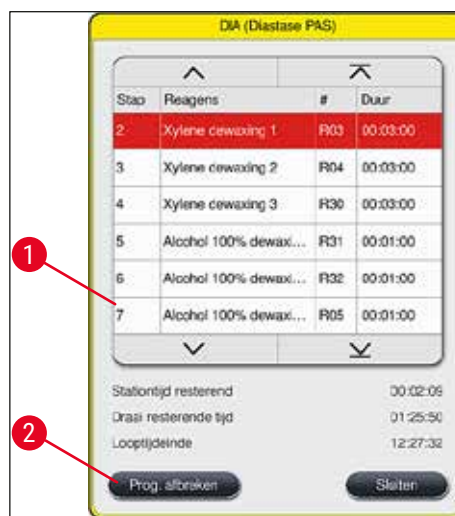 DIA (Diastase PAS)
Stap Reagens # Duur
2 Xylene dewaxing 1 R03 00:03:00
3 Xylene dewaxing 2 R04 00:03:00
4 Xylene dewaxing 3 R30 00:03:00
5 Alcohol 100% dewaxi... R31 00:01:00
6 Alcohol 100% dewaxi... R32 00:01:00
1
7 Alcohol 100% dewaxi... R05 00:01:00
Stationtijd resterend 00:02:09
Draai resterende tijd 01:25:50
Looptijdeinde 12:27:32
2
Prog. afbreken Sluiten